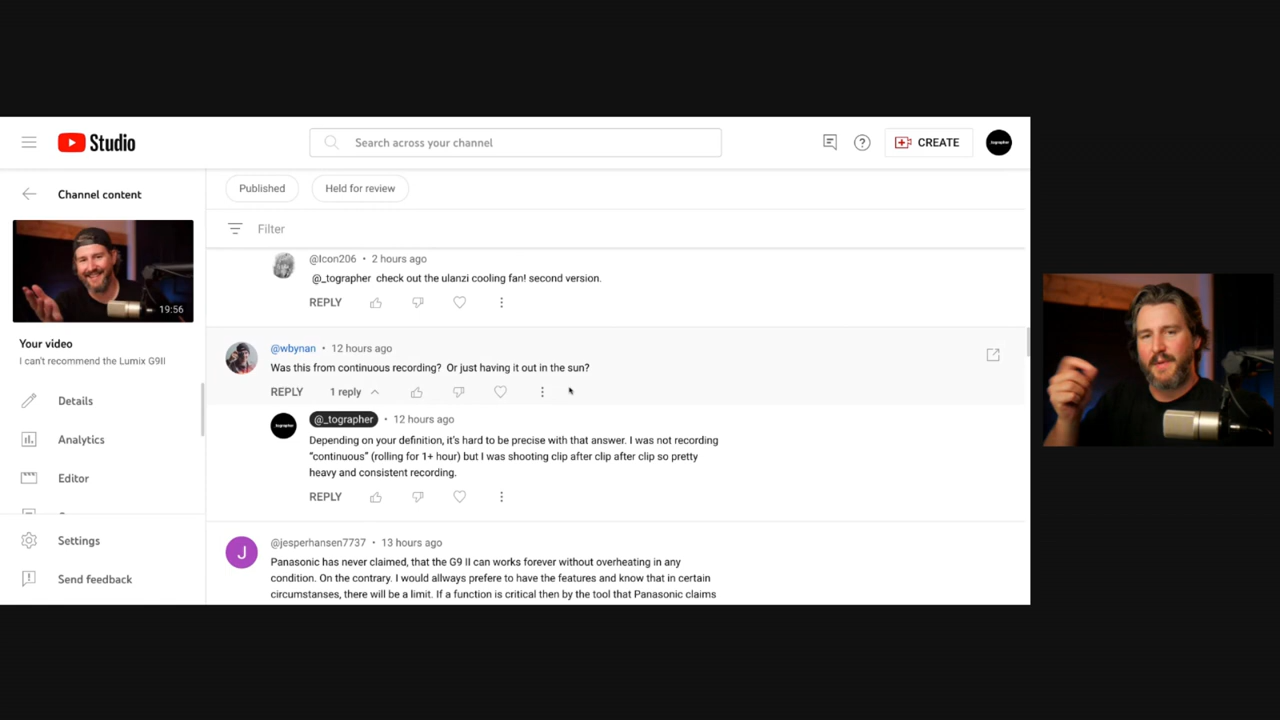 Studio
Search across your channel
CREATE
Channel content
Published
Held for review
Filter
19:56
Your video
I can't recommend the Lumix G9II
Details
Analytics
Editor
Settings
Send feedback
@Icon206 • 2 hours ago
@_tographer check out the ulanzi cooling fan! second version.
REPLY
@wbynan • 12 hours ago
Was this from continuous recording? Or just having it out in the sun?
REPLY 1 reply
@_tographer • 12 hours ago
Depending on your definition, it's hard to be precise with that answer. I was not recording
"continuous" (rolling for 1+ hour) but I was shooting clip after clip after clip so pretty
heavy and consistent recording.
REPLY
J
@jesperhansen7737 • 13 hours ago
Panasonic has never claimed, that the G9 II can works forever without overheating in any
condition. On the contrary. I would allways prefere to have the features and know that in certain
circumstanses, there will be a limit. If a function is critical then by the tool that Panasonic claims